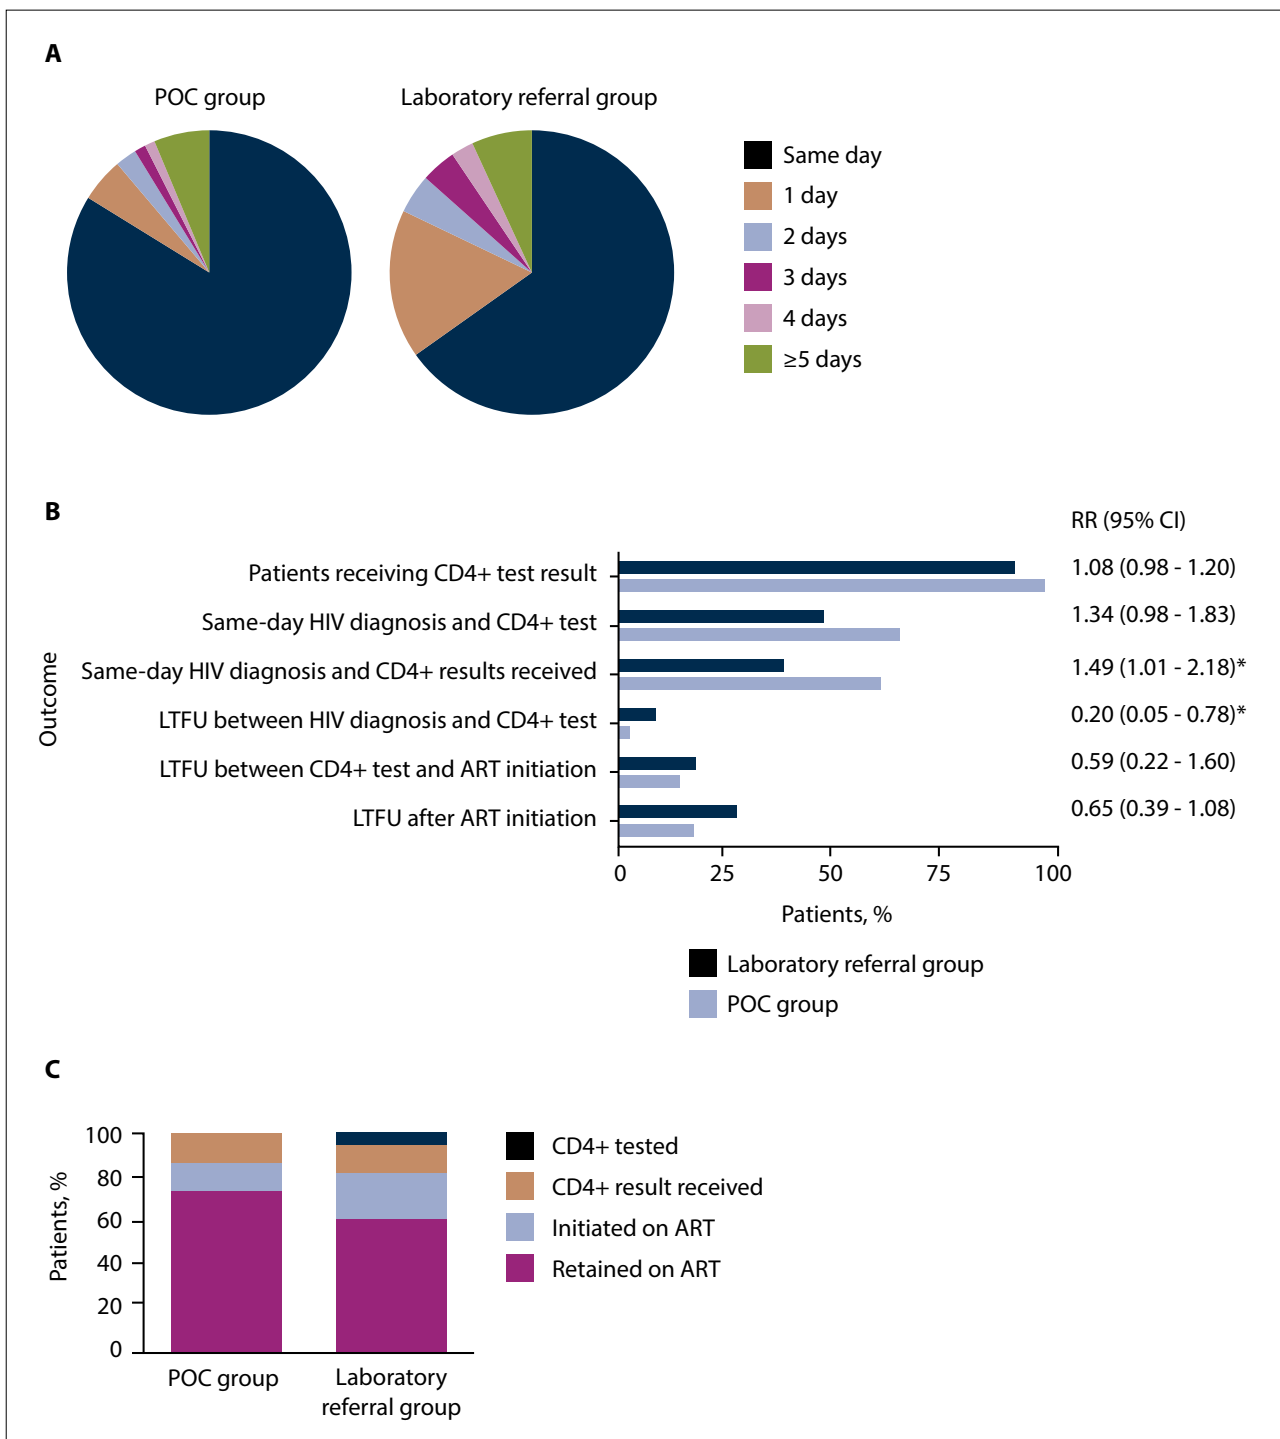 A
POC group
Laboratory referral group
Same day
1 day
2 days
3 days
4 days
≥5 days
B
RR (95% CI)
Patients receiving CD4+ test result
1.08 (0.98 - 1.20)
Same-day HIV diagnosis and CD4+ test
1.34 (0.98 - 1.83)
Same-day HIV diagnosis and CD4+ results received
1.49 (1.01 - 2.18)*
LTFU between HIV diagnosis and CD4+ test
0.20 (0.05 - 0.78)*
LTFU between CD4+ test and ART initiation
0.59 (0.22 - 1.60)
LTFU after ART initiation
0.65 (0.39 - 1.08)
Outcome
0 25 50 75 100
Patients, %
Laboratory referral group
POC group
C
100
80
60
40
20
0
Patients, %
POC group
Laboratory
referral group
CD4+ tested
CD4+ result received
Initiated on ART
Retained on ART